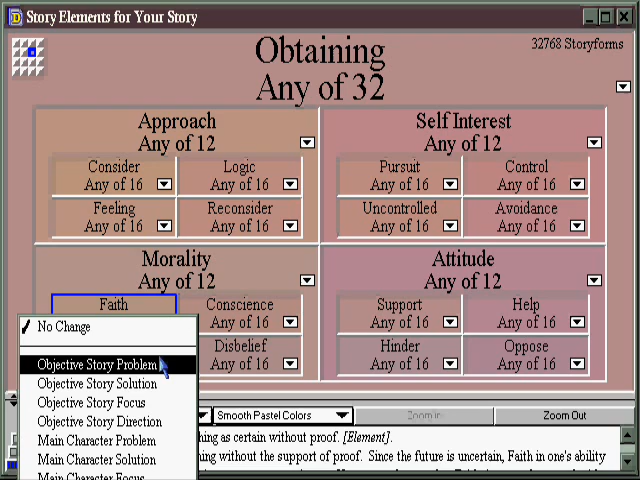 Story Elements for Your Story
Obtaining
Any of 32
32768 Storyforms
Approach
Any of 12
Consider
Any of 16
Logic
Any of 16
Feeling
Any of 16
Reconsider
Any of 16
Self Interest
Any of 12
Pursuit
Any of 16
Control
Any of 16
Uncontrolled
Any of 16
Avoidance
Any of 16
Morality
Any of 12
Faith
Conscience
Any of 16
Disbelief
Any of 16
Attitude
Any of 12
Support
Any of 16
Help
Any of 16
Hinder
Any of 16
Oppose
Any of 16
No Change
Objective Story Problem
Objective Story Solution
Objective Story Focus
Objective Story Direction
Main Character Problem
Main Character Solution
Main Character Focus
Smooth Pastel Colors
Zoom In
Zoom Out
hing as certain without proof. [Element].
ning without the support of proof. Since the future is uncertain, Faith in one's ability